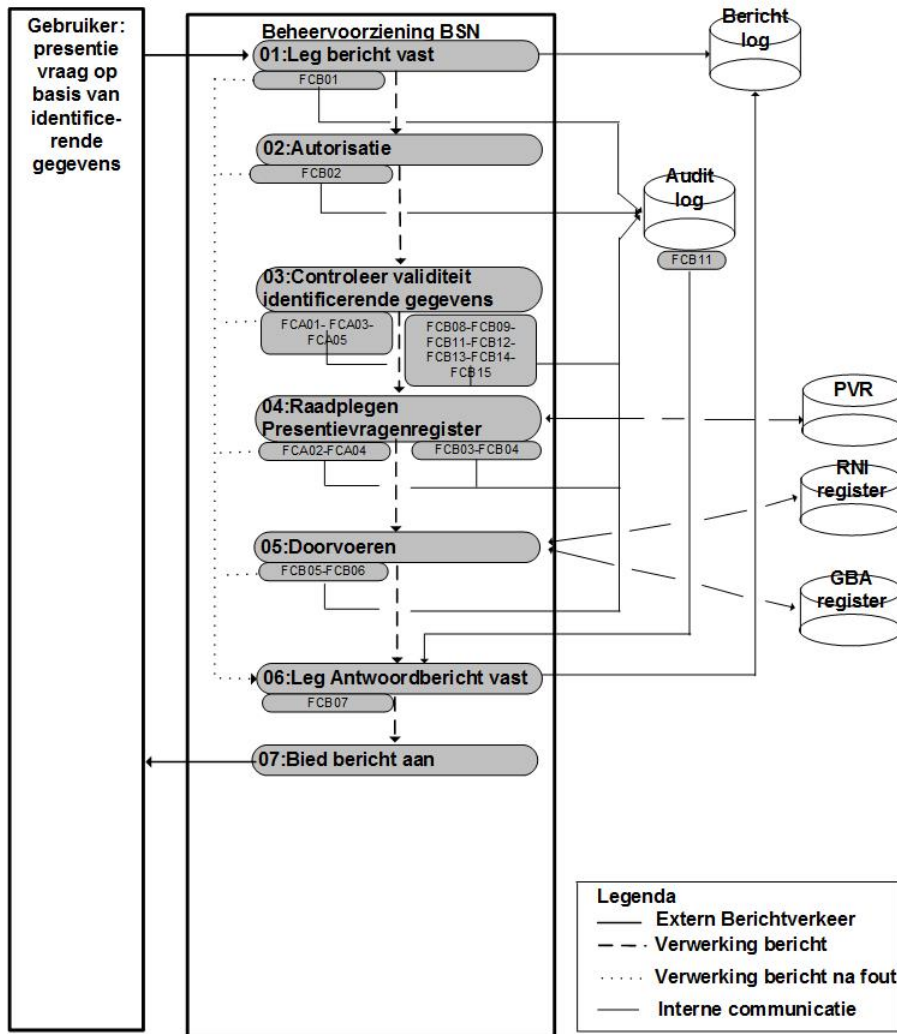 Gebruiker:
presentie
vraag op
basis van
identifice-
rende
gegevens
Beheervoorziening BSN
01:Leg bericht vast
FCB01
02:Autorisatie
FCB02
03:Controleer validiteit
identificerende gegevens
FCA01- FCA03-
FCA05
FCB08-FCB09-
FCB11-FCB12-
FCB13-FCB14-
FCB15
04:Raadplegen
Presentievragenregister
FCA02-FCA04
FCB03-FCB04
05:Doorvoeren
FCB05-FCB06
06:Leg Antwoordbericht vast
FCB07
07:Bied bericht aan
Bericht
log
Audit
log
FCB11
PVR
RNI
register
GBA
register
Legenda
Extern Berichtverkeer
Verwerking bericht
Verwerking bericht na fout
Interne communicatie